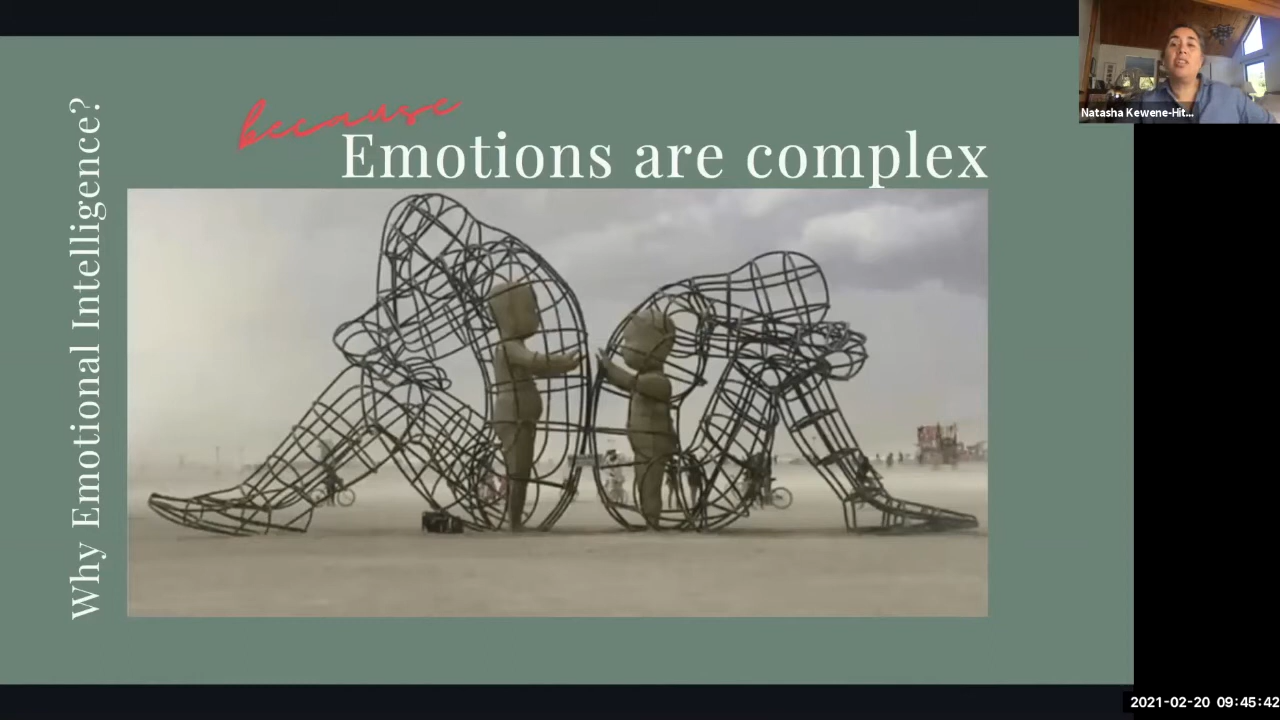 Why Emotional Intelligence?
because
Emotions are complex
Natasha Kewene-Hit...
2021-02-20 09:45:42